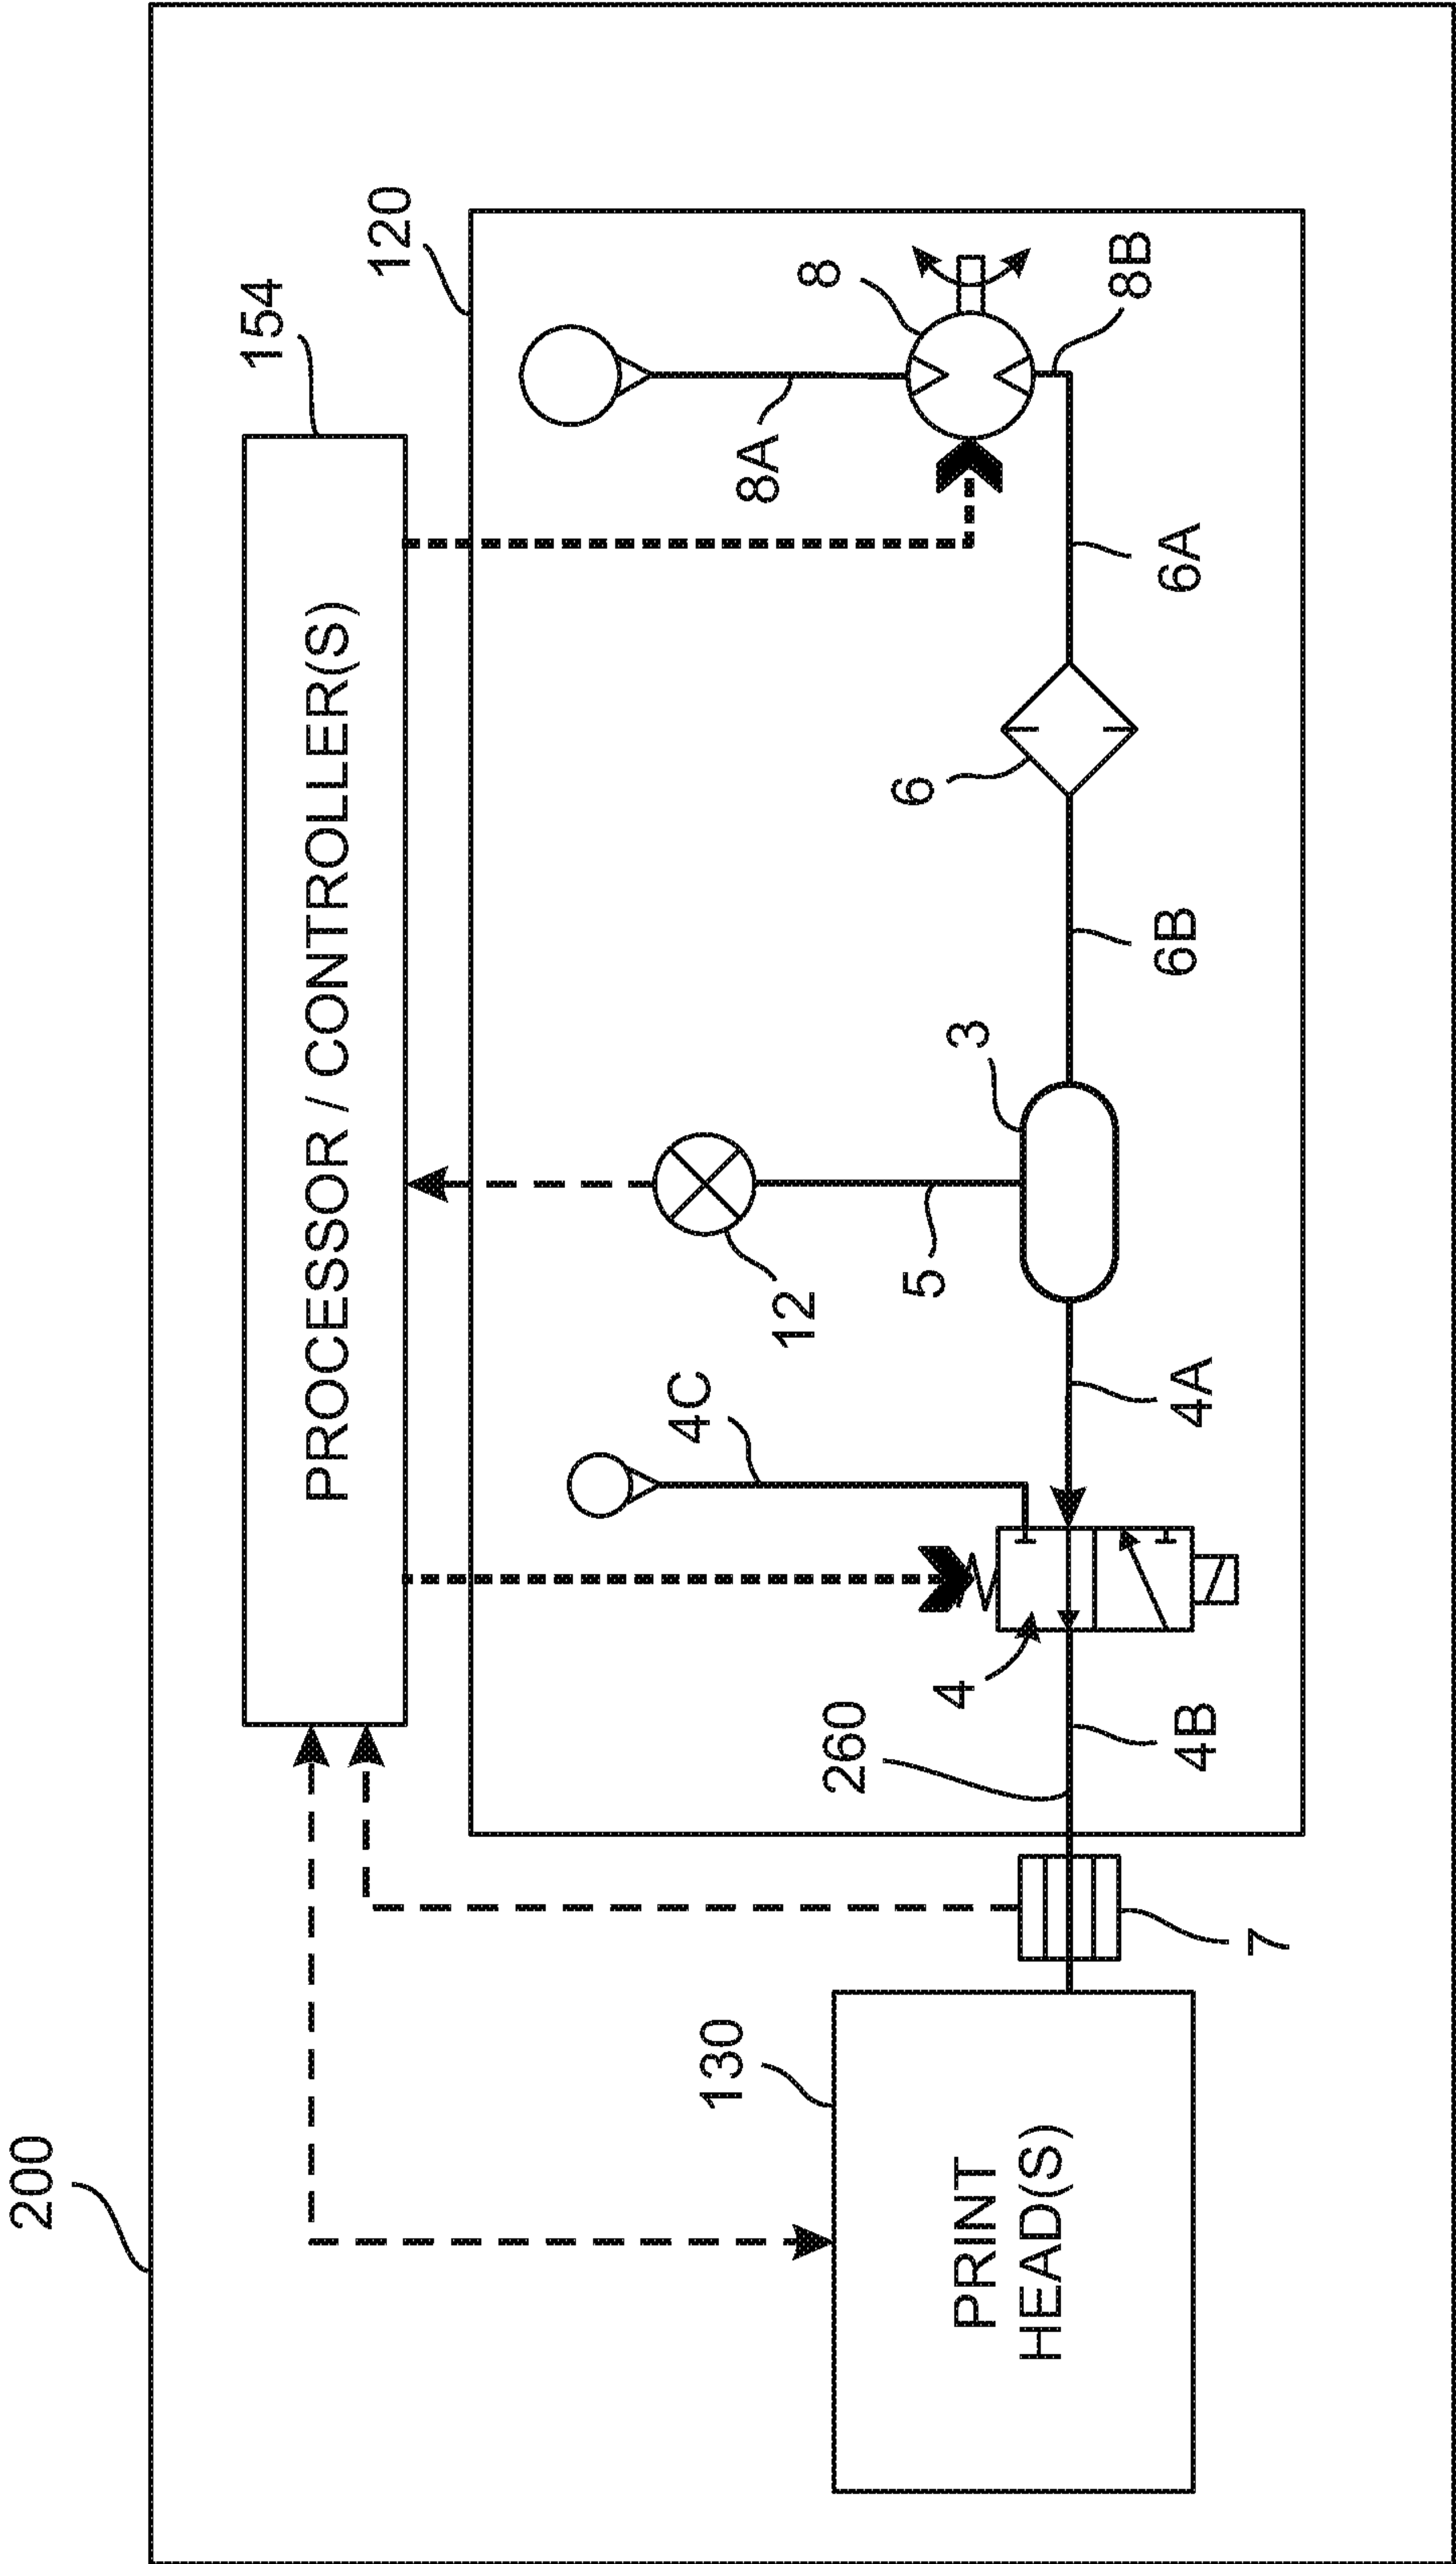 200
154
120
PROCESSOR / CONTROLLER(S)
130
PRINT
HEAD(S)
7
260
4
4B
4C
4A
12
5
3
6B
6
6A
8A
8
8B